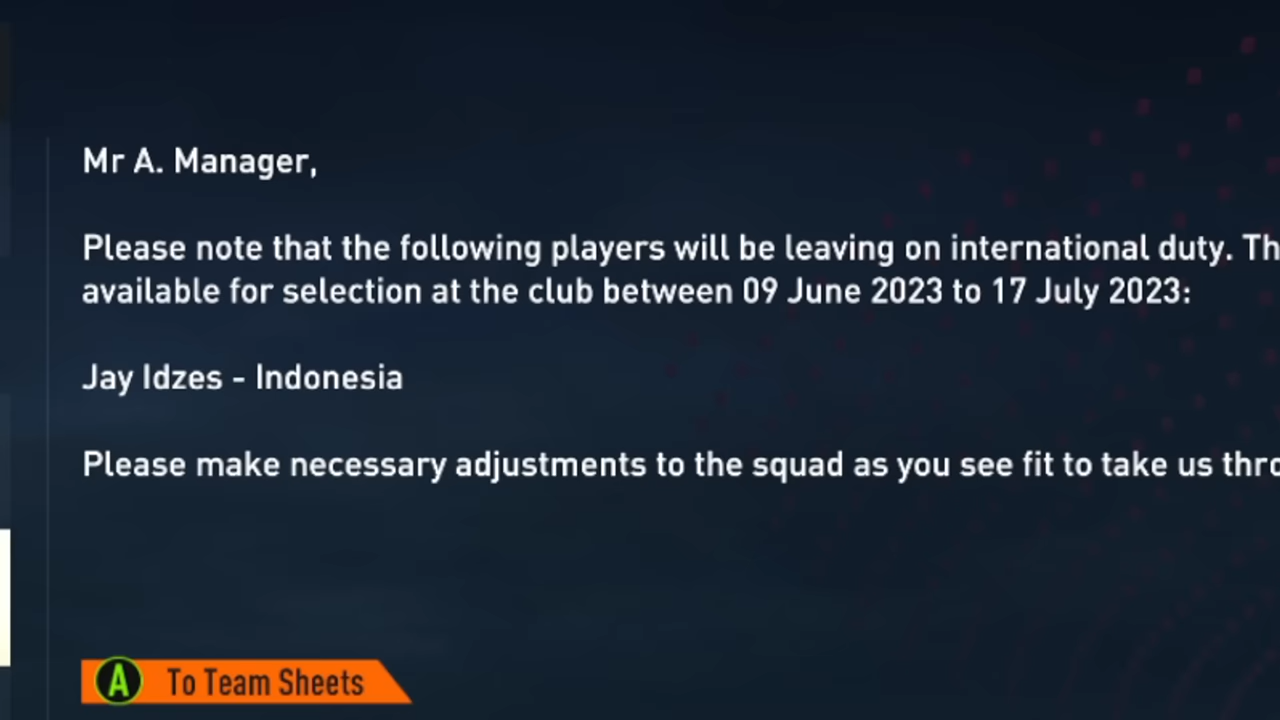 Mr A. Manager,
Please note that the following players will be leaving on international duty.
available for selection at the club between 09 June 2023 to 17 July 2023:
Jay Idzes - Indonesia
Please make necessary adjustments to the squad as you see fit to take us
A To Team Sheets